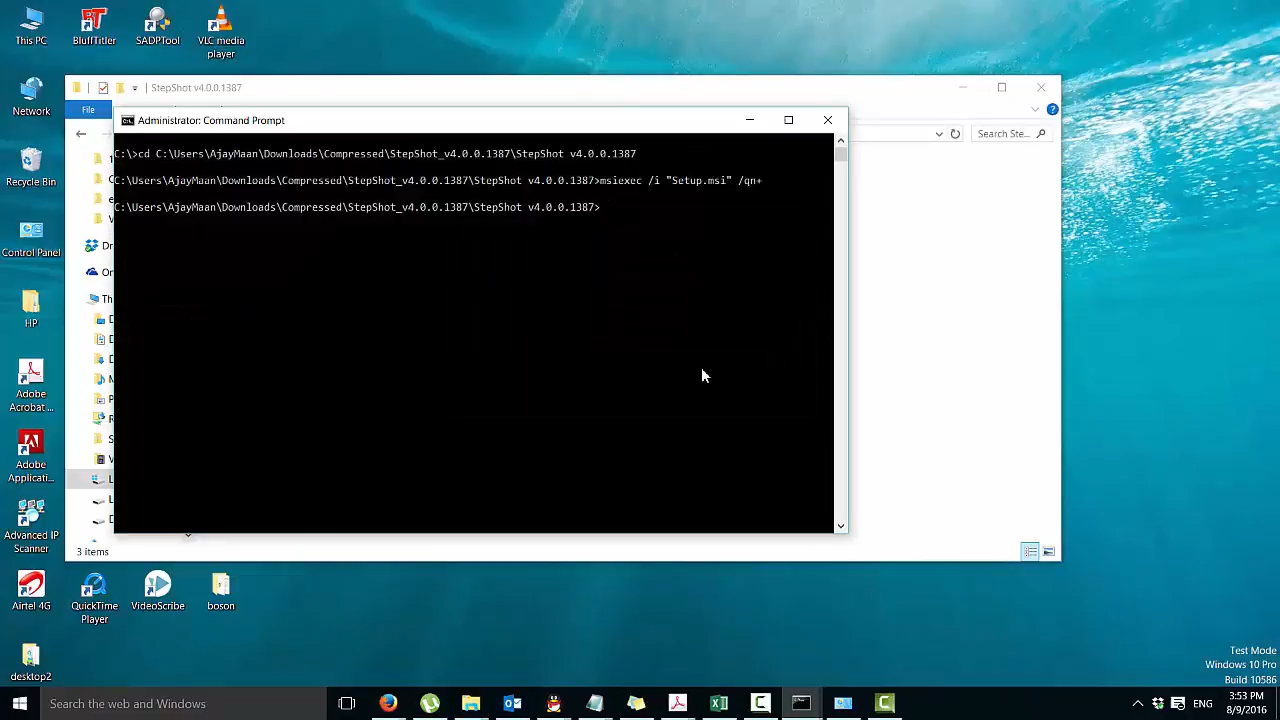 This PC
BluffTitler
SADPTool
VLC media
player
StepShot v4.0.0.1387
Network
File
Administrator: Command Prompt
Search Ste...
C:\>cd C:\Users\AjayMaan\Downloads\Compressed\StepShot_v4.0.0.1387\StepShot v4.0.0.1387
C:\Users\AjayMaan\Downloads\Compressed\StepShot_v4.0.0.1387\StepShot v4.0.0.1387>msiexec /i "Setup.msi" /qn+
C:\Users\AjayMaan\Downloads\Compressed\StepShot_v4.0.0.1387\StepShot v4.0.0.1387>
Recycle Bin
Control Panel
HP
Adobe
Acrobat ...
Adobe
Applicati...
Advanced IP
Scanner
3 items
Airtel 4G
QuickTime
Player
VideoScribe
boson
desktop2
Test Mode
Windows 10 Pro
Build 10586
Search the web and Windows
ENG
3:53 PM
8/9/2016